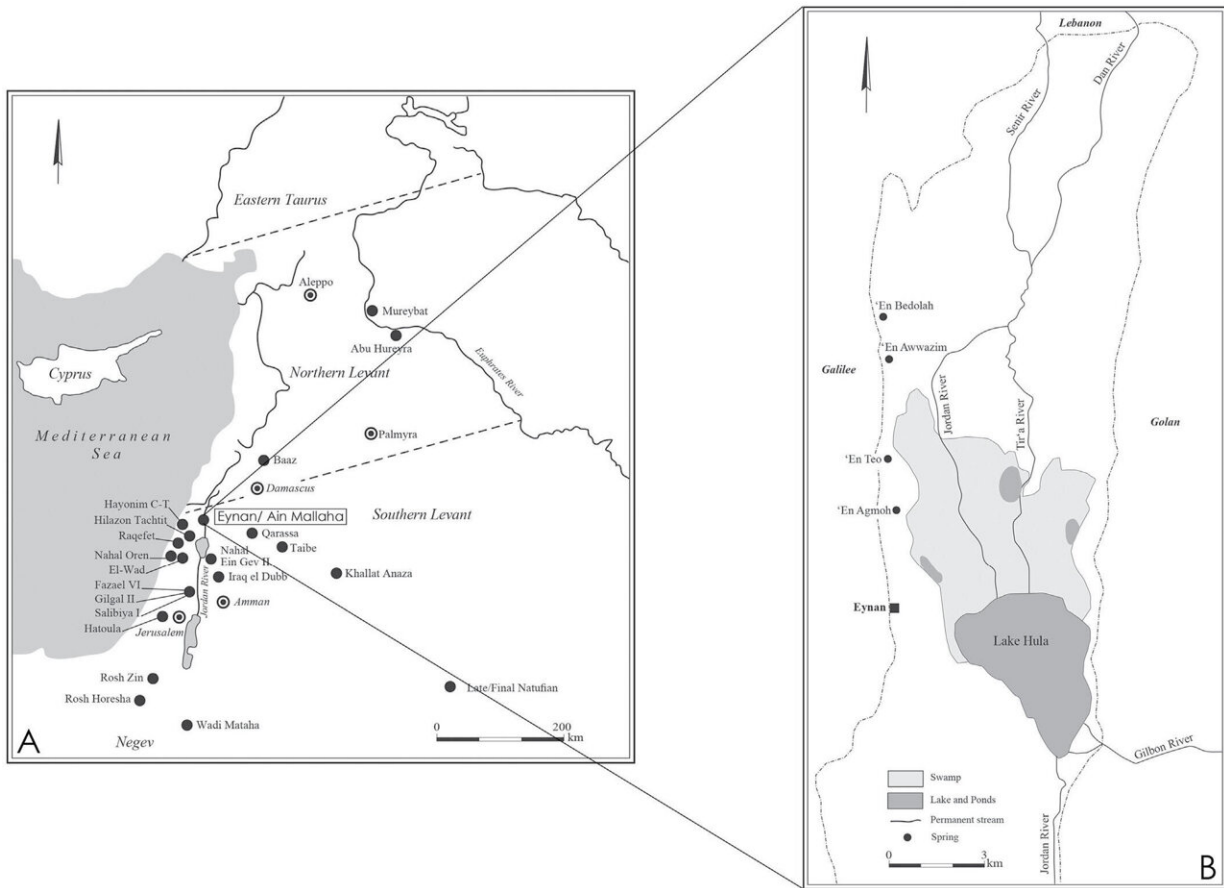 Eastern Taurus
Aleppo
Mureybat
Abu Hureyra
Euphrates River
Northern Levant
Cyprus
Mediterranean
Sea
Palmyra
Baaz
Damascus
Hayonim C-T
Eynan/ Ain Mallaha
Southern Levant
Hilazon Tachtit
Raqefet
Qarassa
Taibe
Nahal Oren
El-Wad
Nahal
Ein Gev II
Iraq el Dubb
Khallat Anaza
Fazael VI
Gilgal II
Salibiya I
Jordan River
Amman
Hatoula
Jerusalem
Rosh Zin
Rosh Horesha
Late/Final Natufian
Wadi Mataha
Negev
0 200
km
A
Lebanon
Senir River
Dan River
'En Bedolah
'En Awwazim
Galilee
Jordan River
Tir'a River
Golan
'En Teo
'En Agmoh
Eynan
Lake Hula
Gilbon River
Jordan River
Swamp
Lake and Ponds
Permanent stream
Spring
0 3
km
B